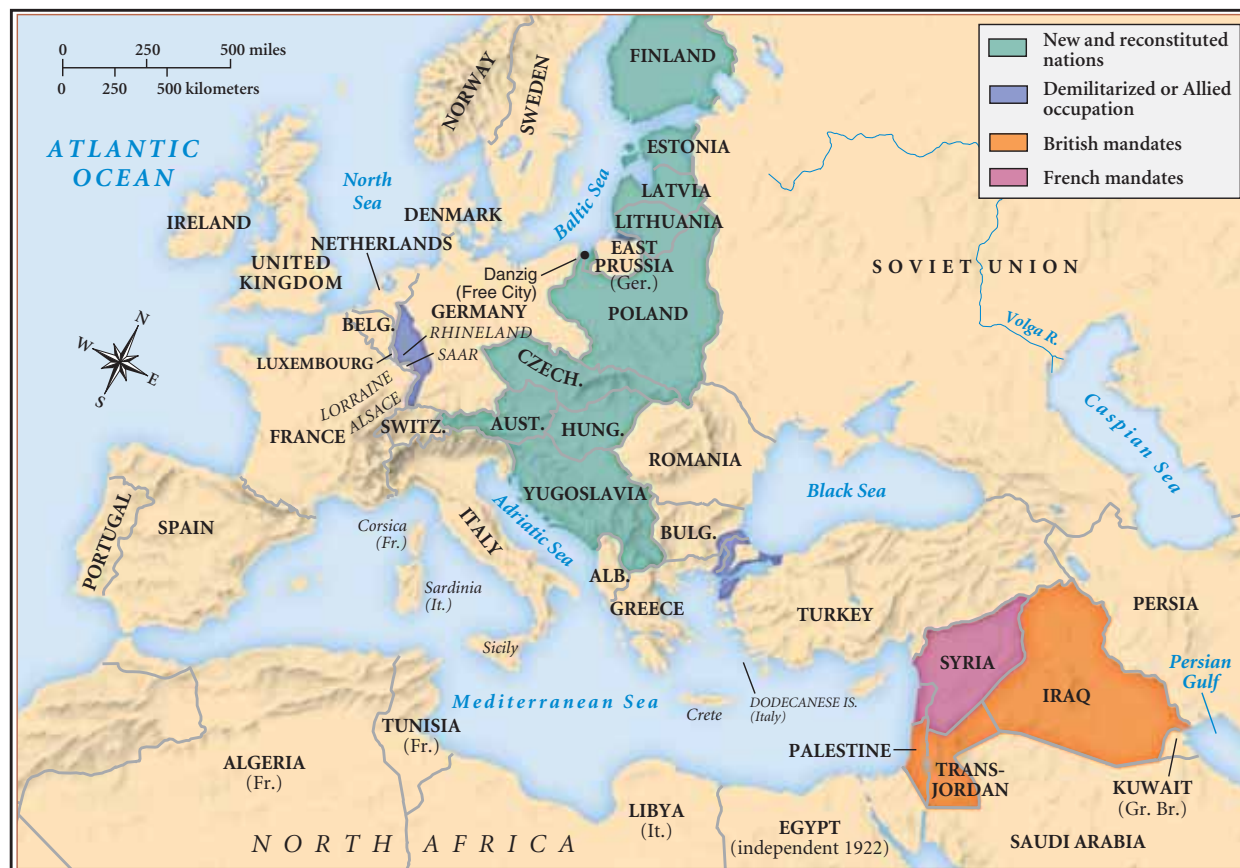 0 250 500 miles
0 250 500 kilometers
New and reconstituted
nations
Demilitarized or Allied
occupation
British mandates
French mandates
FINLAND
NORWAY
SWEDEN
ATLANTIC
OCEAN
North
Sea
Baltic Sea
ESTONIA
LATVIA
LITHUANIA
IRELAND
DENMARK
NETHERLANDS
UNITED
KINGDOM
EAST
PRUSSIA
(Ger.)
Danzig
(Free City)
SOVIET UNION
POLAND
BELG.
GERMANY
RHINELAND
SAAR
LUXEMBOURG
Volga R.
N
W
E
S
CZECH.
LORRAINE
ALSACE
FRANCE
SWITZ.
AUST.
HUNG.
ROMANIA
Caspian Sea
YUGOSLAVIA
Black Sea
PORTUGAL
SPAIN
Corsica
(Fr.)
ITALY
Adriatic Sea
BULG.
ALB.
Sardinia
(It.)
GREECE
TURKEY
PERSIA
Sicily
SYRIA
Persian
Gulf
Mediterranean Sea
Crete
DODECANESE IS.
(Italy)
IRAQ
TUNISIA
(Fr.)
PALESTINE
ALGERIA
(Fr.)
TRANS-
JORDAN
KUWAIT
(Gr. Br.)
LIBYA
(It.)
EGYPT
(independent 1922)
SAUDI ARABIA
NORTH AFRICA